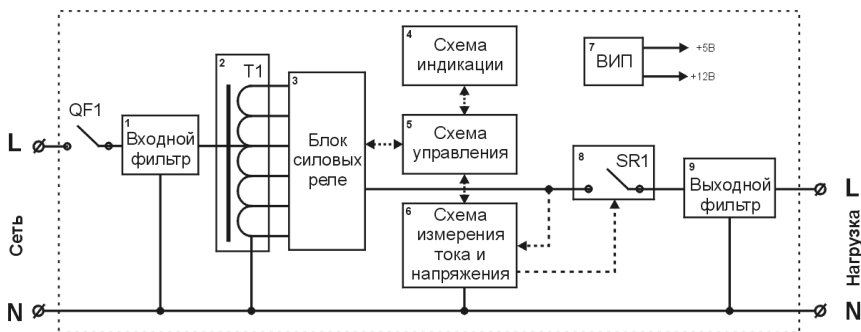 QF1
L
Сеть
N
1
Входной
фильтр
2
T1
3
Блок
силовых
реле
4
Схема
индикации
5
Схема
управления
6
Схема
измерения
тока и
напряжения
7
ВИП
+5В
+12В
8
SR1
9
Выходной
фильтр
L
Нагрузка
N